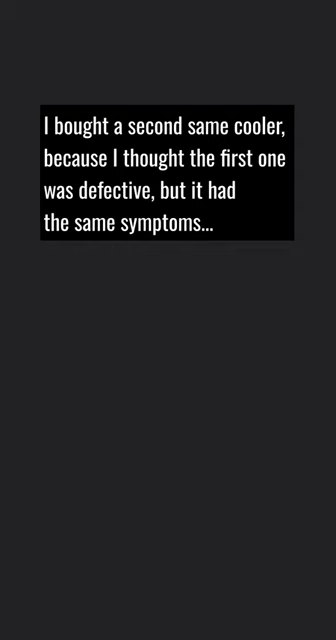 I bought a second same cooler,
because I thought the first one
was defective, but it had
the same symptoms...